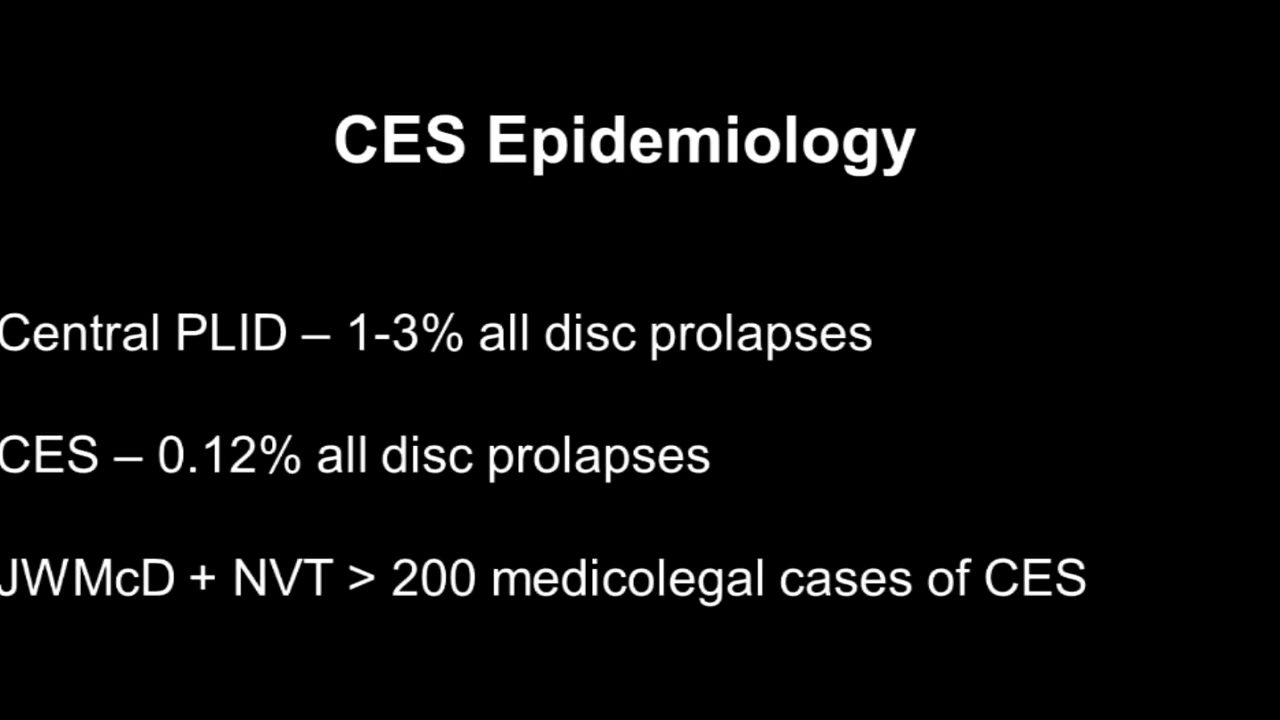 CES Epidemiology
Central PLID – 1-3% all disc prolapses
CES – 0.12% all disc prolapses
JWMcD + NVT > 200 medicolegal cases of CES